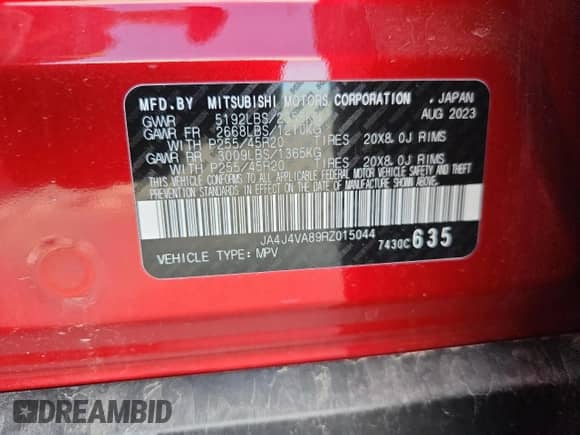 MFD.BY MITSUBISHI MOTORS CORPORATION , JAPAN
GVWR 5192LBS/ AUG 2023
GAWR FR 2668LBS/1210KG
WITH P255/45R20 TIRES 20X8.0J RIMS
GAWR RR 3009LBS/1365KG
WITH P255/45R20 TIRES 20X8.0J RIMS
THIS VEHICLE CONFORMS TO ALL APPLICABLE FEDERAL MOTOR VEHICLE SAFETY AND THEFT
PREVENTION STANDARDS IN EFFECT ON THE DATE OF MANUFACTURE SHOWN ABOVE.
JA4J4VA89RZ015044
VEHICLE TYPE:MPV 7430C635
DREAMBID